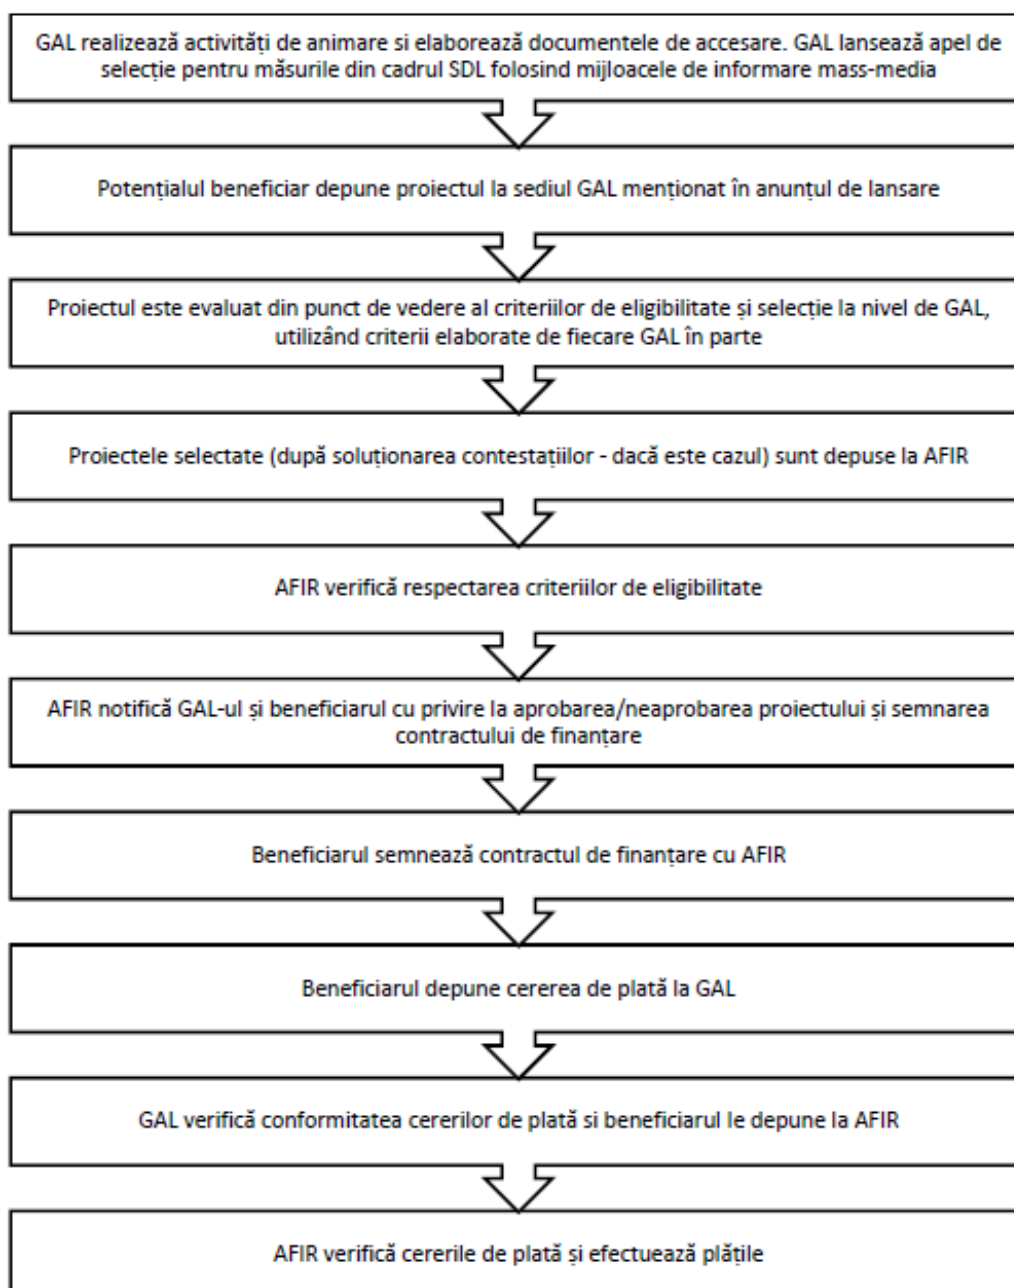 GAL realizează activități de animare si elaborează documentele de accesare. GAL lansează apel de
selecție pentru măsurile din cadrul SDL folosind mijloacele de informare mass-media
Potențialul beneficiar depune proiectul la sediul GAL menționat în anunțul de lansare
Proiectul este evaluat din punct de vedere al criteriilor de eligibilitate și selecție la nivel de GAL,
utilizând criterii elaborate de fiecare GAL în parte
Proiectele selectate (după soluționarea contestațiilor - dacă este cazul) sunt depuse la AFIR
AFIR verifică respectarea criteriilor de eligibilitate
AFIR notifică GAL-ul și beneficiarul cu privire la aprobarea/neaprobarea proiectului și semnarea
contractului de finanțare
Beneficiarul semnează contractul de finanțare cu AFIR
Beneficiarul depune cererea de plată la GAL
GAL verifică conformitatea cererilor de plată si beneficiarul le depune la AFIR
AFIR verifică cererile de plată și efectuează plățile